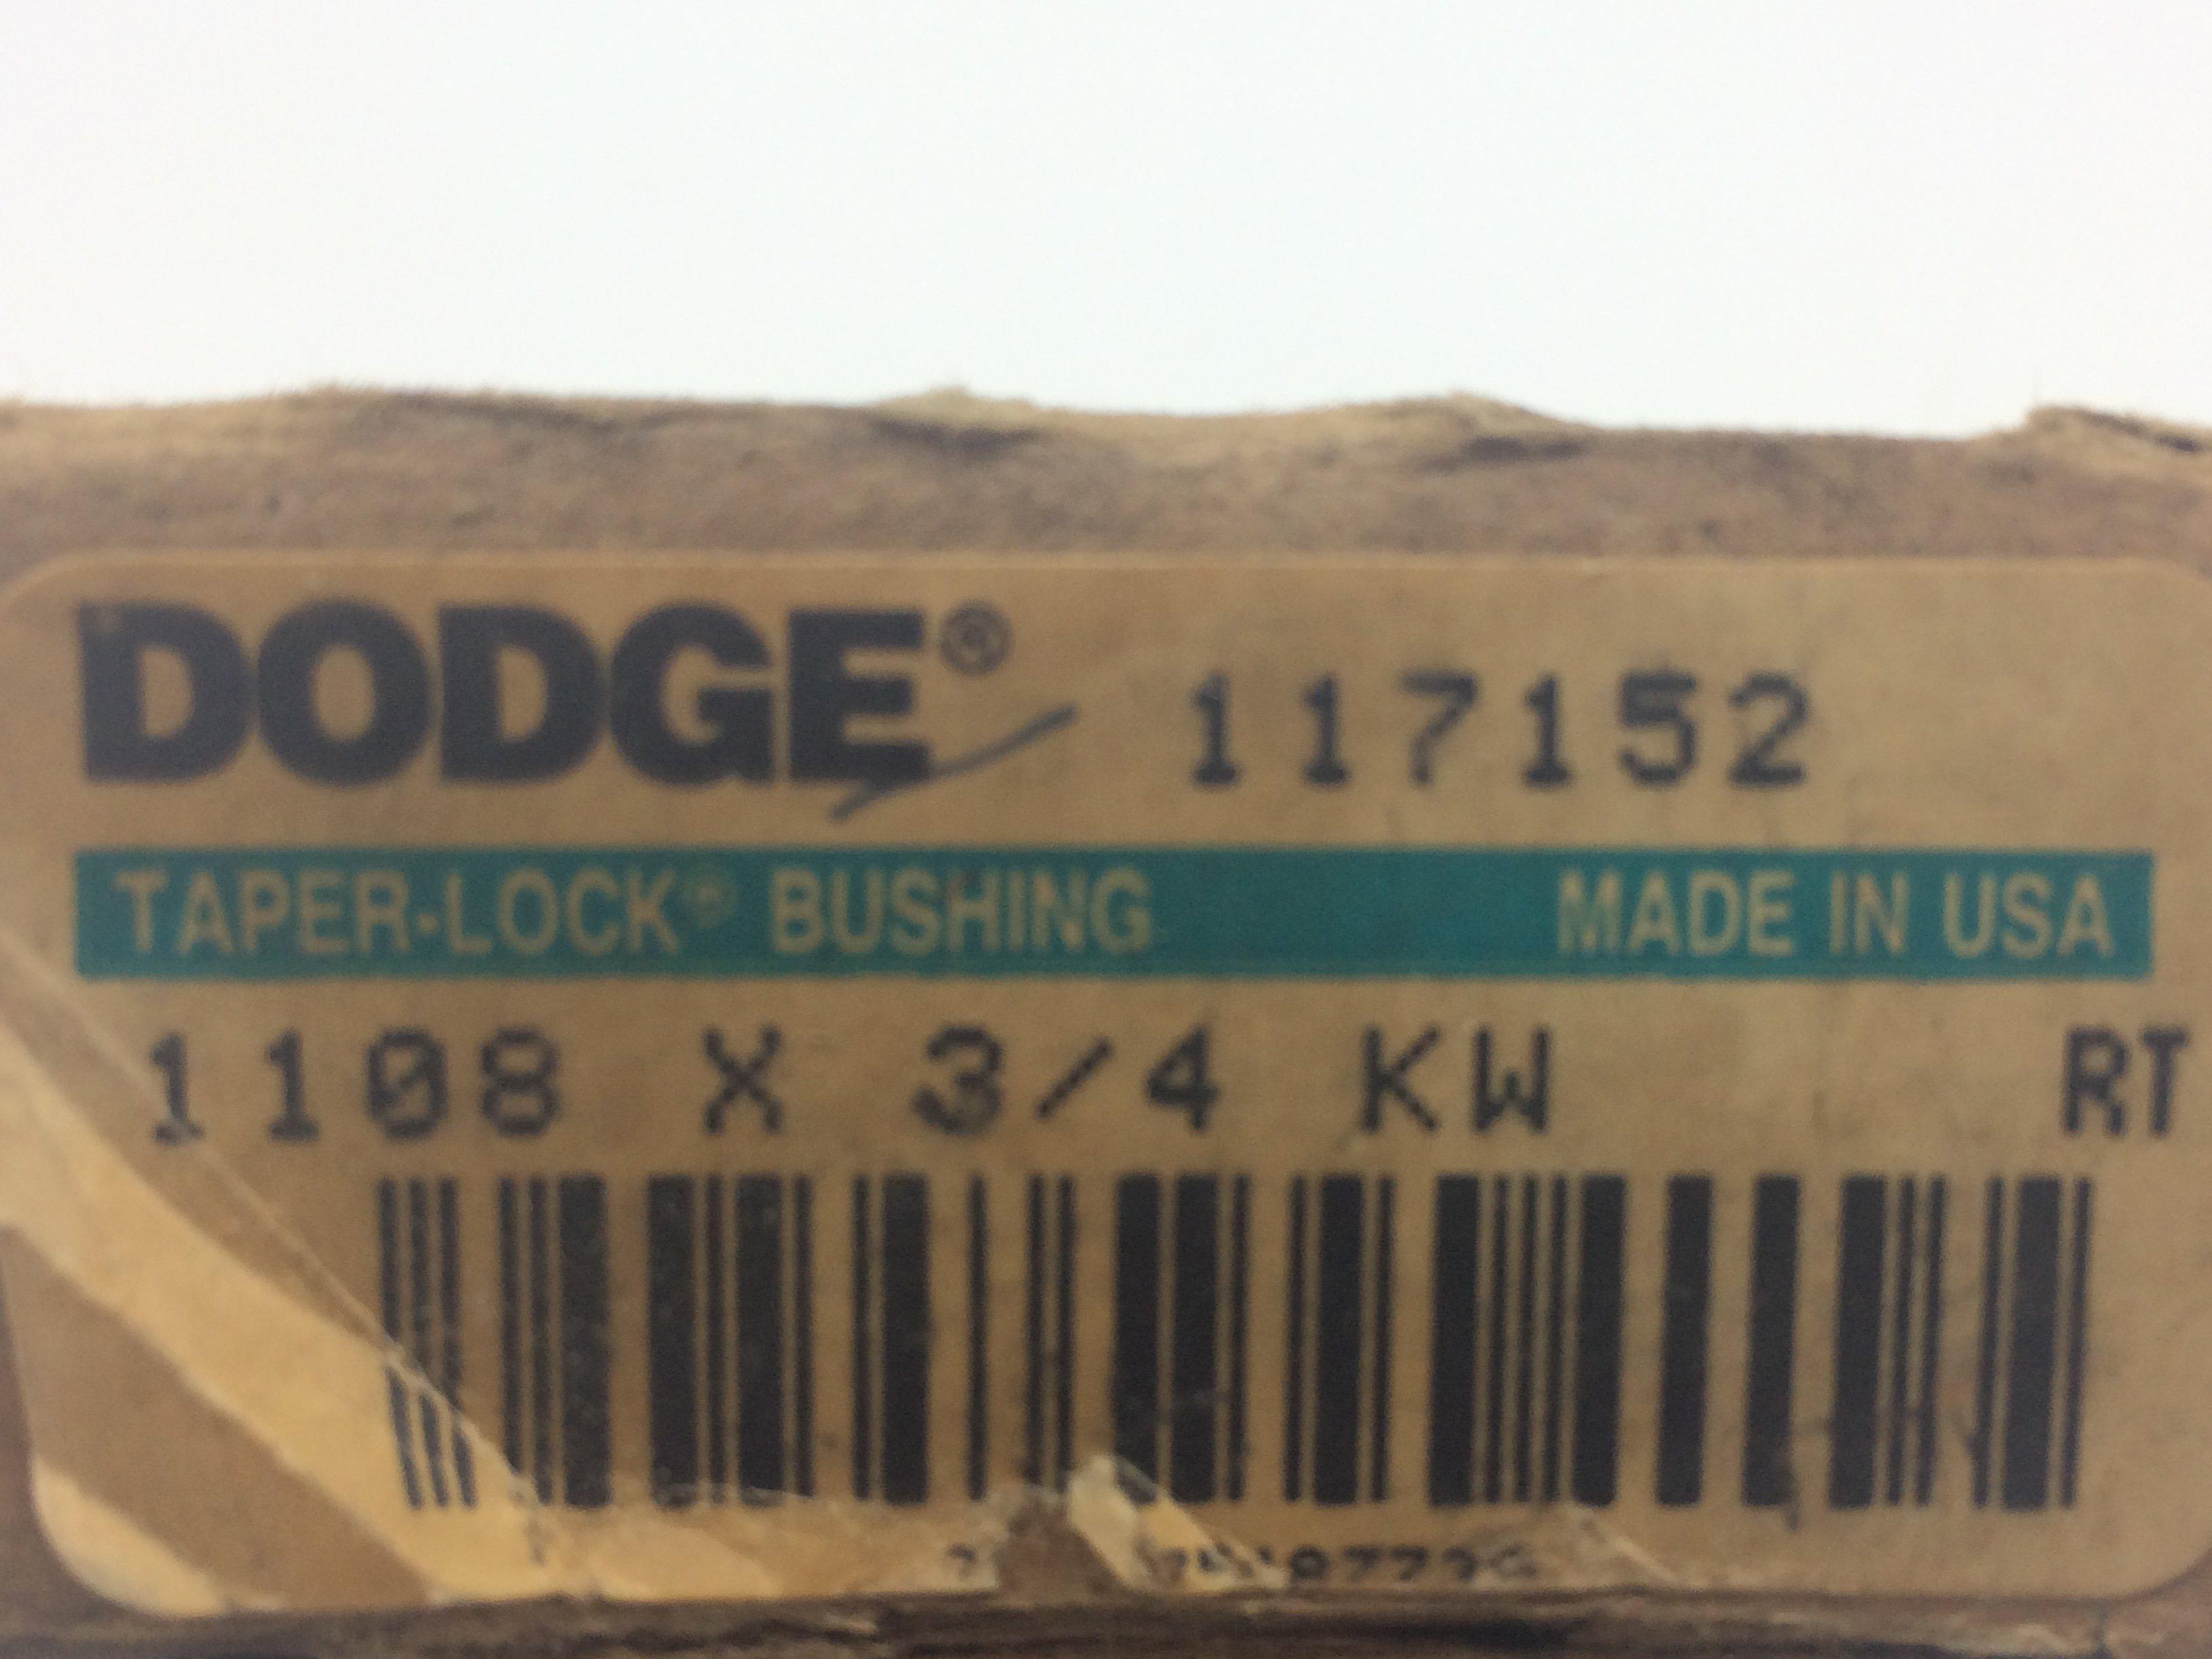 DODGE® 117152
TAPER-LOCK® BUSHING MADE IN USA
1108 X 3/4 KW RT